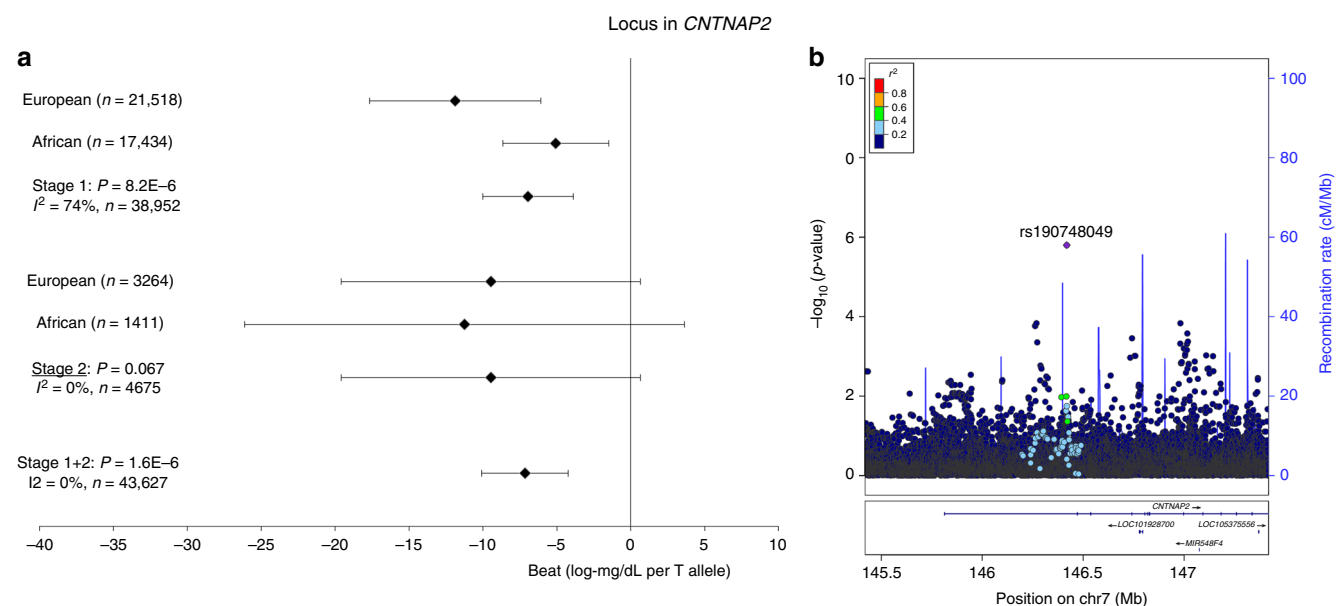 Locus in CNTNAP2
a
European (n = 21,518)
African (n = 17,434)
Stage 1: P = 8.2E–6
I² = 74%, n = 38,952
European (n = 3264)
African (n = 1411)
Stage 2: P = 0.067
I² = 0%, n = 4675
Stage 1+2: P = 1.6E–6
I2 = 0%, n = 43,627
–40 –35 –30 –25 –20 –15 –10 –5 0 5 10
Beat (log-mg/dL per T allele)
b
r²
0.8
0.6
0.4
0.2
10
0
6
4
2
0
–log₁₀ (p-value)
rs190748049
100
80
60
40
20
0
Recombination rate (cM/Mb)
CNTNAP2→
←LOC101928700 LOC105375556→
←MIR548F4
145.5 146 146.5 147
Position on chr7 (Mb)